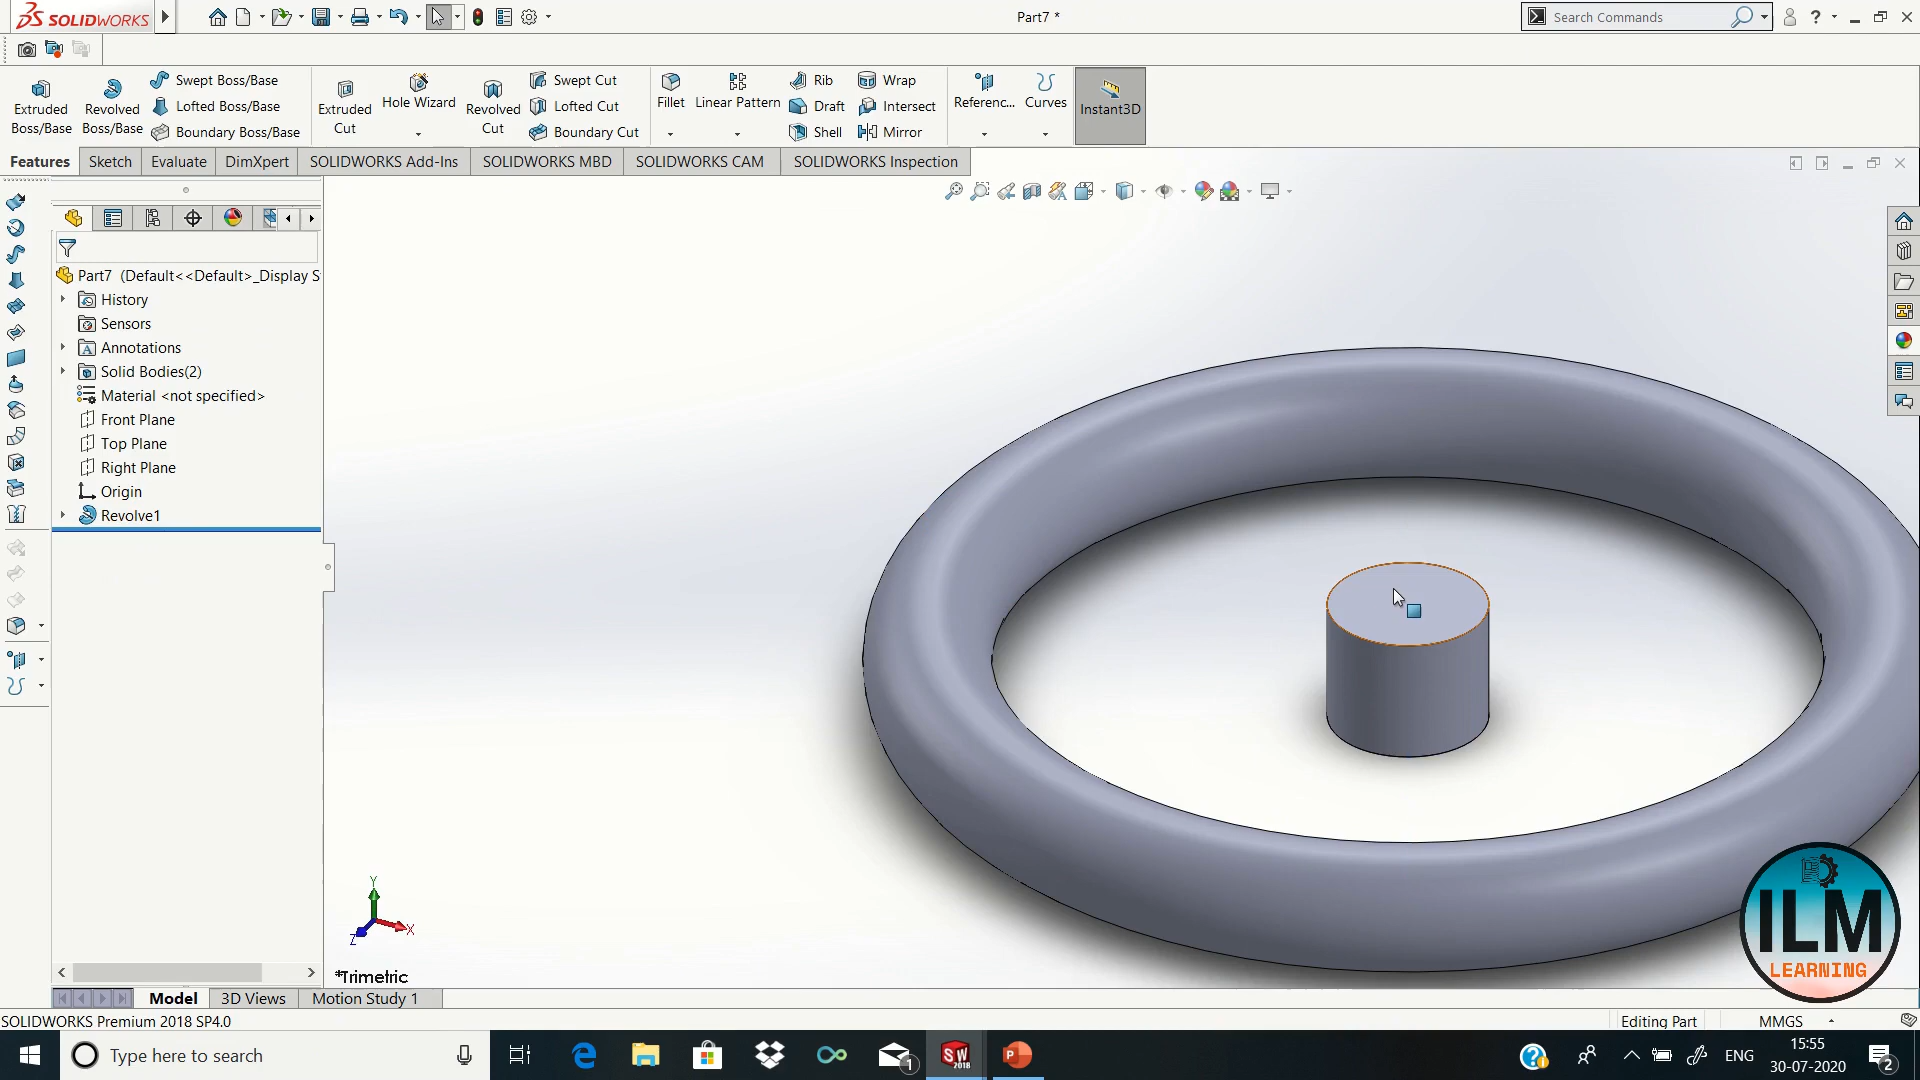 SOLIDWORKS
Part7 *
Search Commands
Extruded Boss/Base
Revolved Boss/Base
Swept Boss/Base
Lofted Boss/Base
Boundary Boss/Base
Extruded Cut
Hole Wizard
Revolved Cut
Swept Cut
Lofted Cut
Boundary Cut
Fillet
Linear Pattern
Rib
Draft
Shell
Wrap
Intersect
Mirror
Referenc...
Curves
Instant3D
Features
Sketch
Evaluate
DimXpert
SOLIDWORKS Add-Ins
SOLIDWORKS MBD
SOLIDWORKS CAM
SOLIDWORKS Inspection
Part7 (Default<<Default>_Display S
History
Sensors
Annotations
Solid Bodies(2)
Material <not specified>
Front Plane
Top Plane
Right Plane
Origin
Revolve1
Y
X
Z
*Trimetric
ILM
LEARNING
Model
3D Views
Motion Study 1
SOLIDWORKS Premium 2018 SP4.0
Editing Part
MMGS
Type here to search
1
SW
2018
P
ENG
15:55
30-07-2020
2